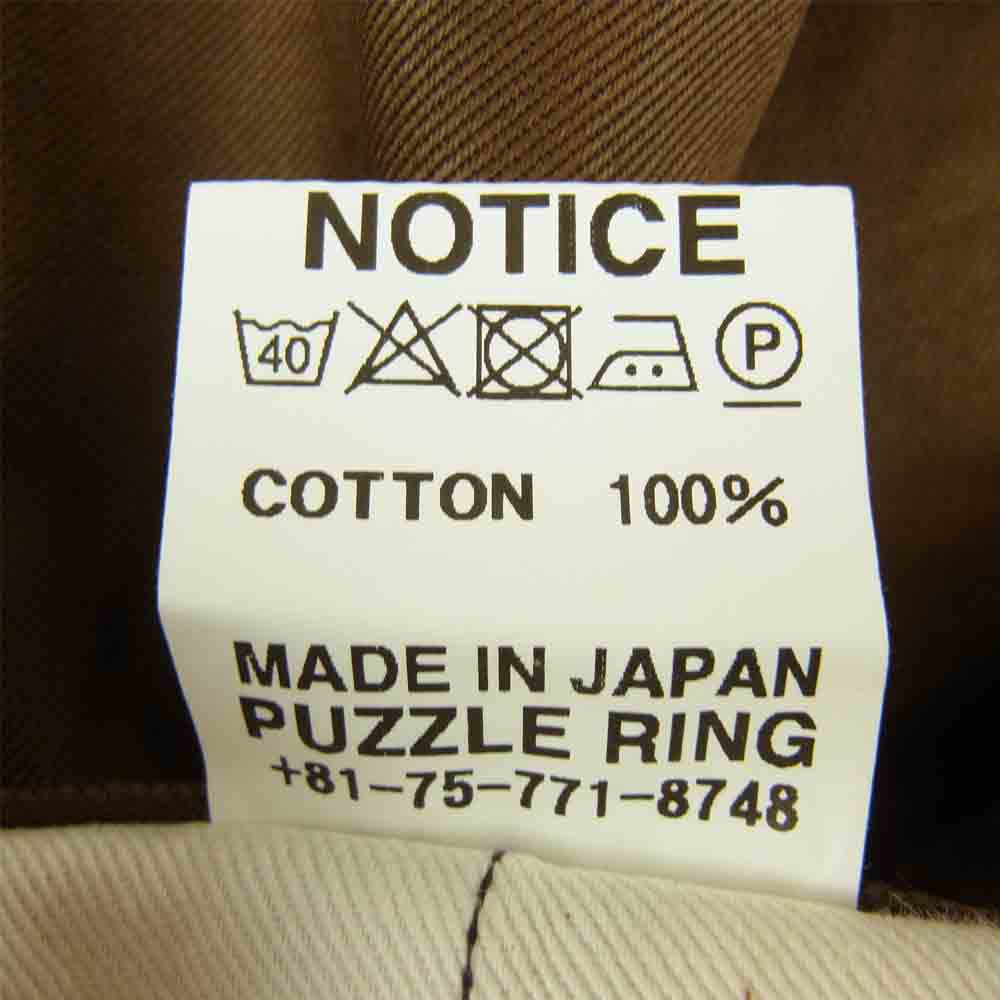 NOTICE
40 P
COTTON 100%
MADE IN JAPAN
PUZZLE RING
+81-75-771-8748